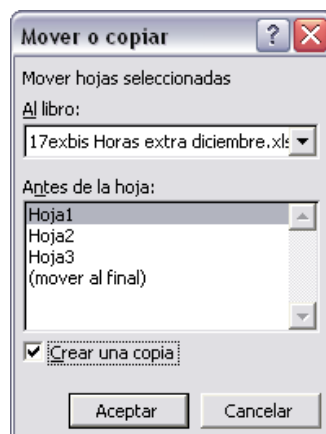 Mover o copiar
Mover hojas seleccionadas
Al libro:
17exbis Horas extra diciembre.xls
Antes de la hoja:
Hoja1
Hoja2
Hoja3
(mover al final)
Crear una copia
Aceptar
Cancelar